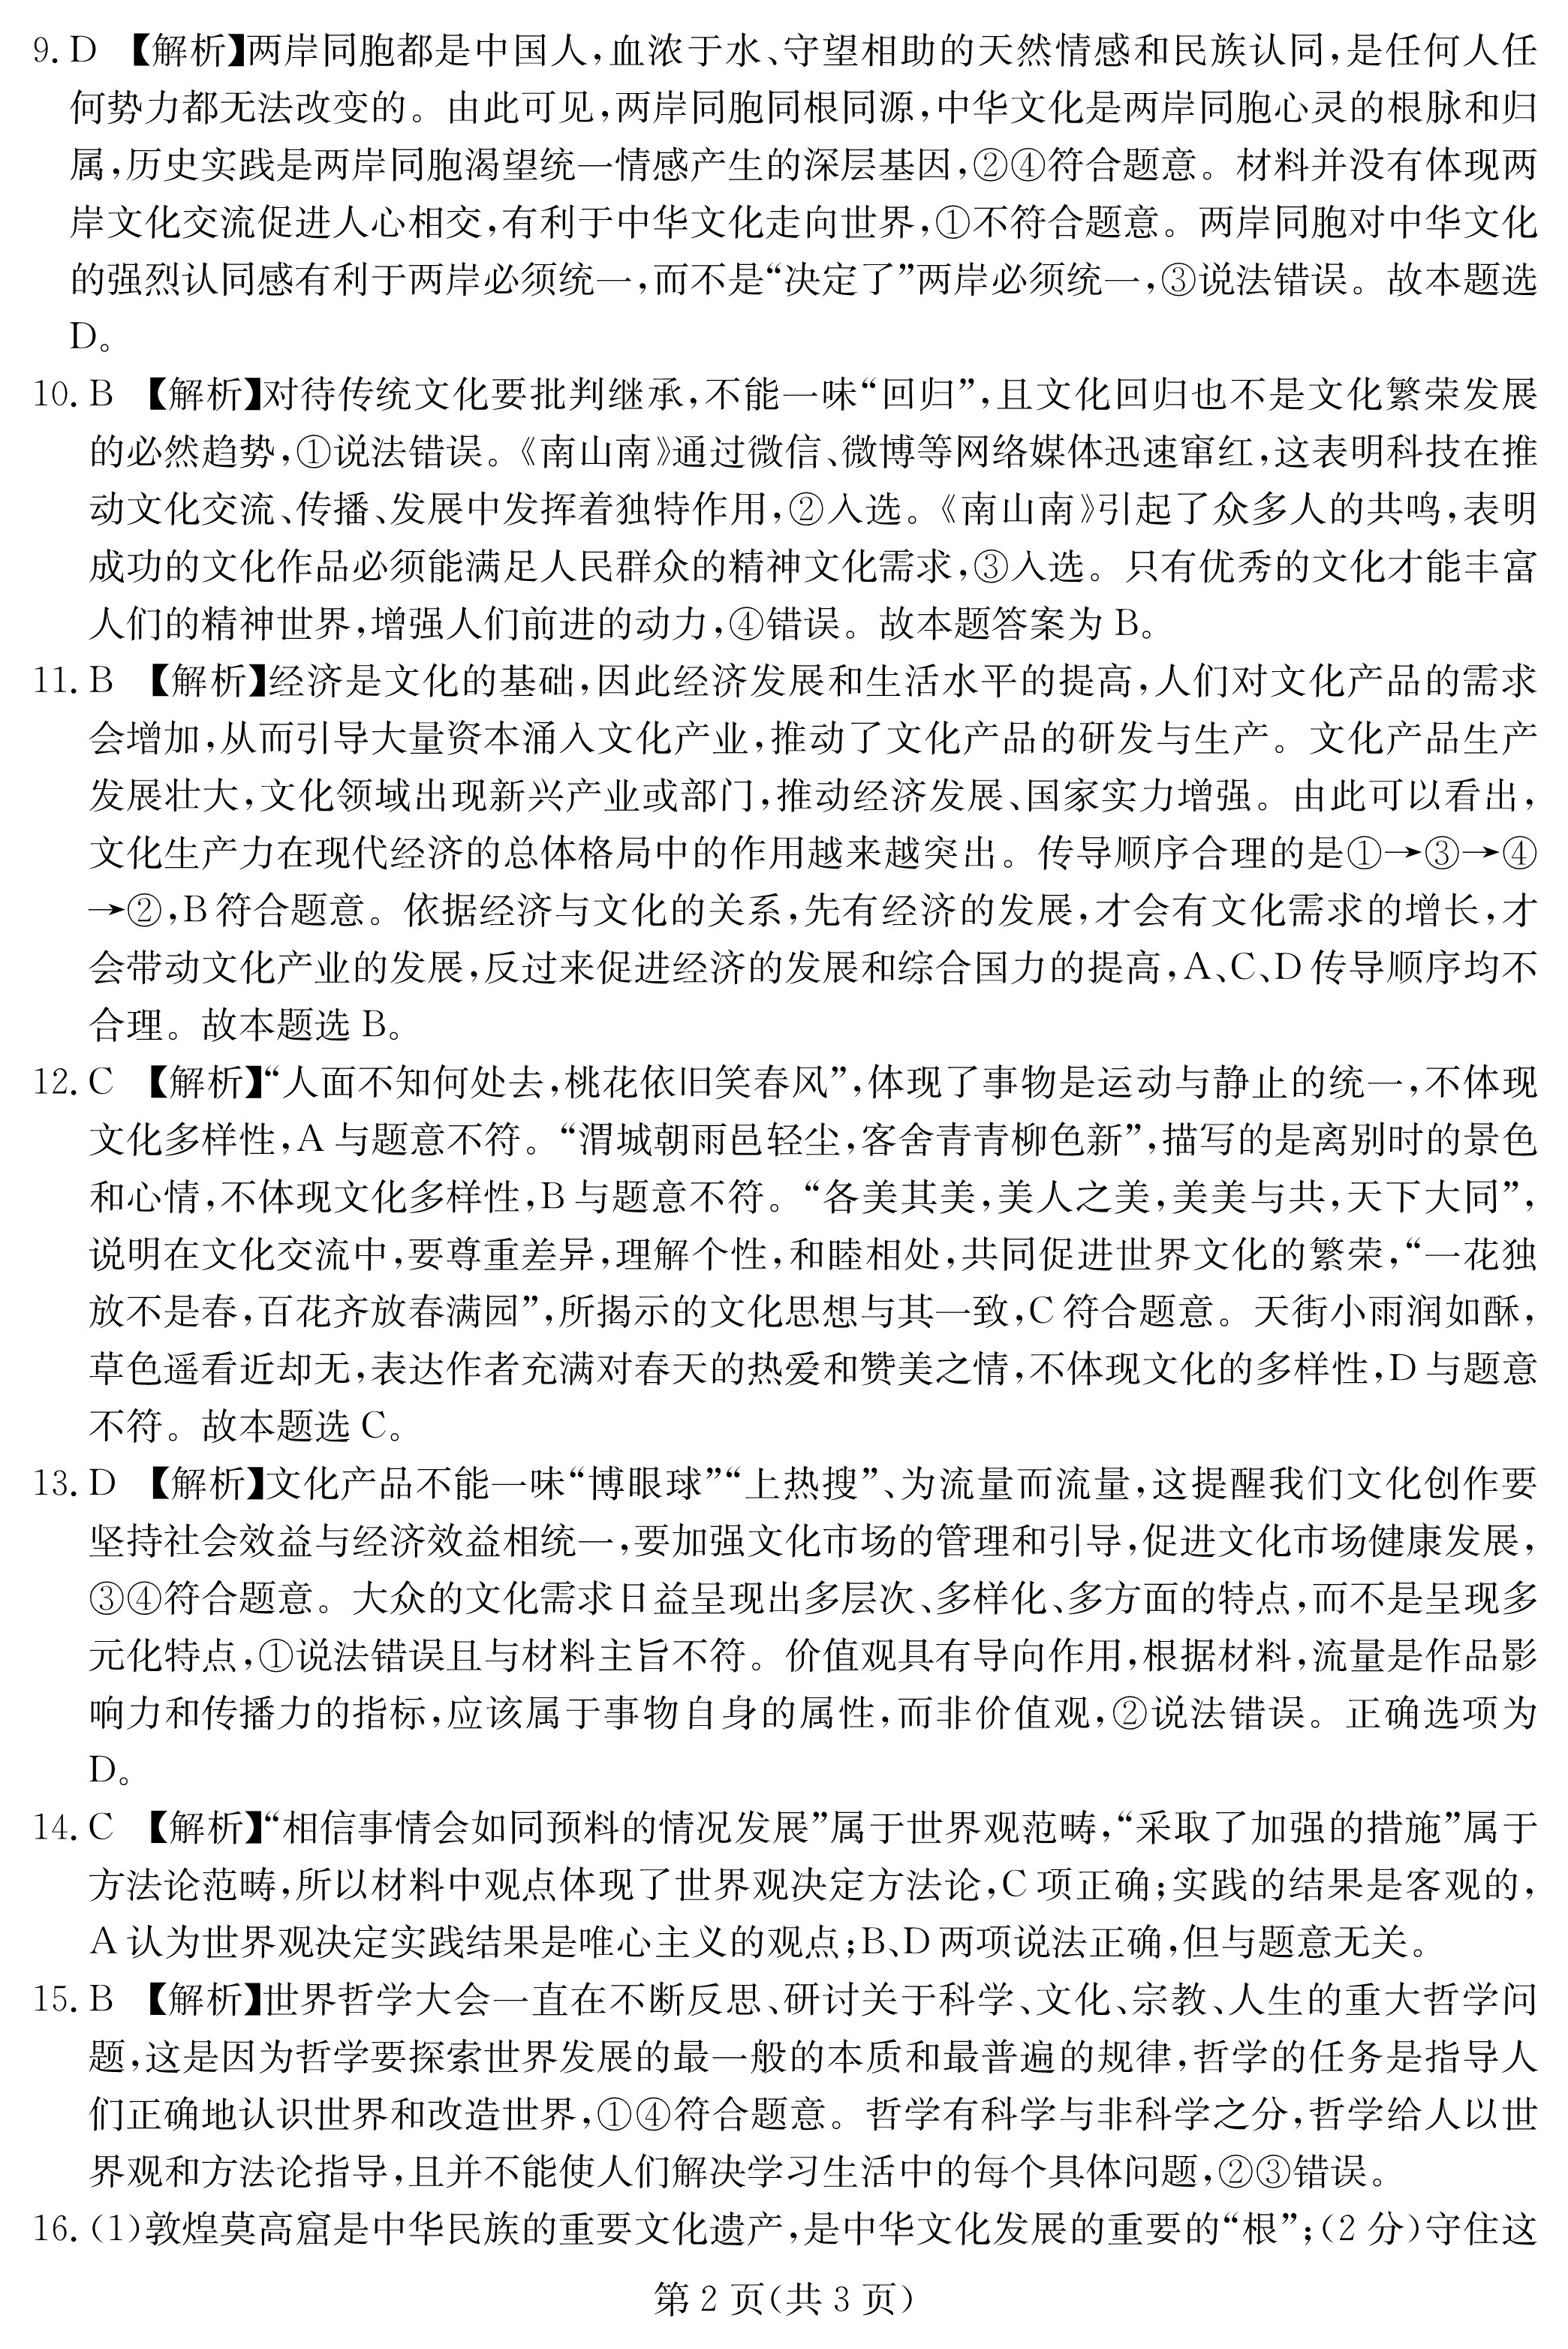 9. D 【解析】两岸同胞都是中国人,血浓于水、守望相助的天然情感和民族认同,是任何人任
何势力都无法改变的。由此可见,两岸同胞同根同源,中华文化是两岸同胞心灵的根脉和归
属,历史实践是两岸同胞渴望统一情感产生的深层基因,②④符合题意。材料并没有体现两
岸文化交流促进人心相交,有利于中华文化走向世界,①不符合题意。两岸同胞对中华文化
的强烈认同感有利于两岸必须统一,而不是“决定了”两岸必须统一,③说法错误。故本题选
D。
10. B 【解析】对待传统文化要批判继承,不能一味“回归”,且文化回归也不是文化繁荣发展
的必然趋势,①说法错误。《南山南》通过微信、微博等网络媒体迅速窜红,这表明科技在推
动文化交流、传播、发展中发挥着独特作用,②入选。《南山南》引起了众多人的共鸣,表明
成功的文化作品必须能满足人民群众的精神文化需求,③入选。只有优秀的文化才能丰富
人们的精神世界,增强人们前进的动力,④错误。故本题答案为 B。
11. B 【解析】经济是文化的基础,因此经济发展和生活水平的提高,人们对文化产品的需求
会增加,从而引导大量资本涌入文化产业,推动了文化产品的研发与生产。文化产品生产
发展壮大,文化领域出现新兴产业或部门,推动经济发展、国家实力增强。由此可以看出,
文化生产力在现代经济的总体格局中的作用越来越突出。传导顺序合理的是①→③→④
→②,B 符合题意。依据经济与文化的关系,先有经济的发展,才会有文化需求的增长,才
会带动文化产业的发展,反过来促进经济的发展和综合国力的提高,A、C、D 传导顺序均不
合理。故本题选 B。
12. C 【解析】“人面不知何处去,桃花依旧笑春风”,体现了事物是运动与静止的统一,不体现
文化多样性,A 与题意不符。“渭城朝雨邑轻尘,客舍青青柳色新”,描写的是离别时的景色
和心情,不体现文化多样性,B 与题意不符。“各美其美,美人之美,美美与共,天下大同”,
说明在文化交流中,要尊重差异,理解个性,和睦相处,共同促进世界文化的繁荣,“一花独
放不是春,百花齐放春满园”,所揭示的文化思想与其一致,C 符合题意。天街小雨润如酥,
草色遥看近却无,表达作者充满对春天的热爱和赞美之情,不体现文化的多样性,D 与题意
不符。故本题选 C。
13. D 【解析】文化产品不能一味“博眼球”“上热搜”、为流量而流量,这提醒我们文化创作要
坚持社会效益与经济效益相统一,要加强文化市场的管理和引导,促进文化市场健康发展,
③④符合题意。大众的文化需求日益呈现出多层次、多样化、多方面的特点,而不是呈现多
元化特点,①说法错误且与材料主旨不符。价值观具有导向作用,根据材料,流量是作品影
响力和传播力的指标,应该属于事物自身的属性,而非价值观,②说法错误。正确选项为
D。
14. C 【解析】“相信事情会如同预料的情况发展”属于世界观范畴,“采取了加强的措施”属于
方法论范畴,所以材料中观点体现了世界观决定方法论,C 项正确;实践的结果是客观的,
A 认为世界观决定实践结果是唯心主义的观点;B、D 两项说法正确,但与题意无关。
15. B 【解析】世界哲学大会一直在不断反思、研讨关于科学、文化、宗教、人生的重大哲学问
题,这是因为哲学要探索世界发展的最一般的本质和最普遍的规律,哲学的任务是指导人
们正确地认识世界和改造世界,①④符合题意。哲学有科学与非科学之分,哲学给人以世
界观和方法论指导,且并不能使人们解决学习生活中的每个具体问题,②③错误。
16. (1)敦煌莫高窟是中华民族的重要文化遗产,是中华文化发展的重要的“根”;(2 分)守住这
第 2 页(共 3 页)